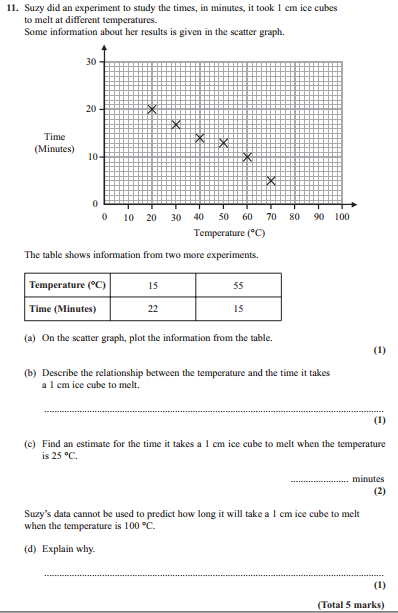 11. Suzy did an experiment to study the times, in minutes, it took 1 cm ice cubes
to melt at different temperatures.
Some information about her results is given in the scatter graph.
30
20
Time
(Minutes)
10
0
0 10 20 30 40 50 60 70 80 90 100
Temperature (°C)
The table shows information from two more experiments.
Temperature (°C) 15 55
Time (Minutes) 22 15
(a) On the scatter graph, plot the information from the table.
(1)
(b) Describe the relationship between the temperature and the time it takes
a 1 cm ice cube to melt.
(1)
(c) Find an estimate for the time it takes a 1 cm ice cube to melt when the temperature
is 25 °C.
minutes
(2)
Suzy's data cannot be used to predict how long it will take a 1 cm ice cube to melt
when the temperature is 100 °C.
(d) Explain why.
(1)
(Total 5 marks)